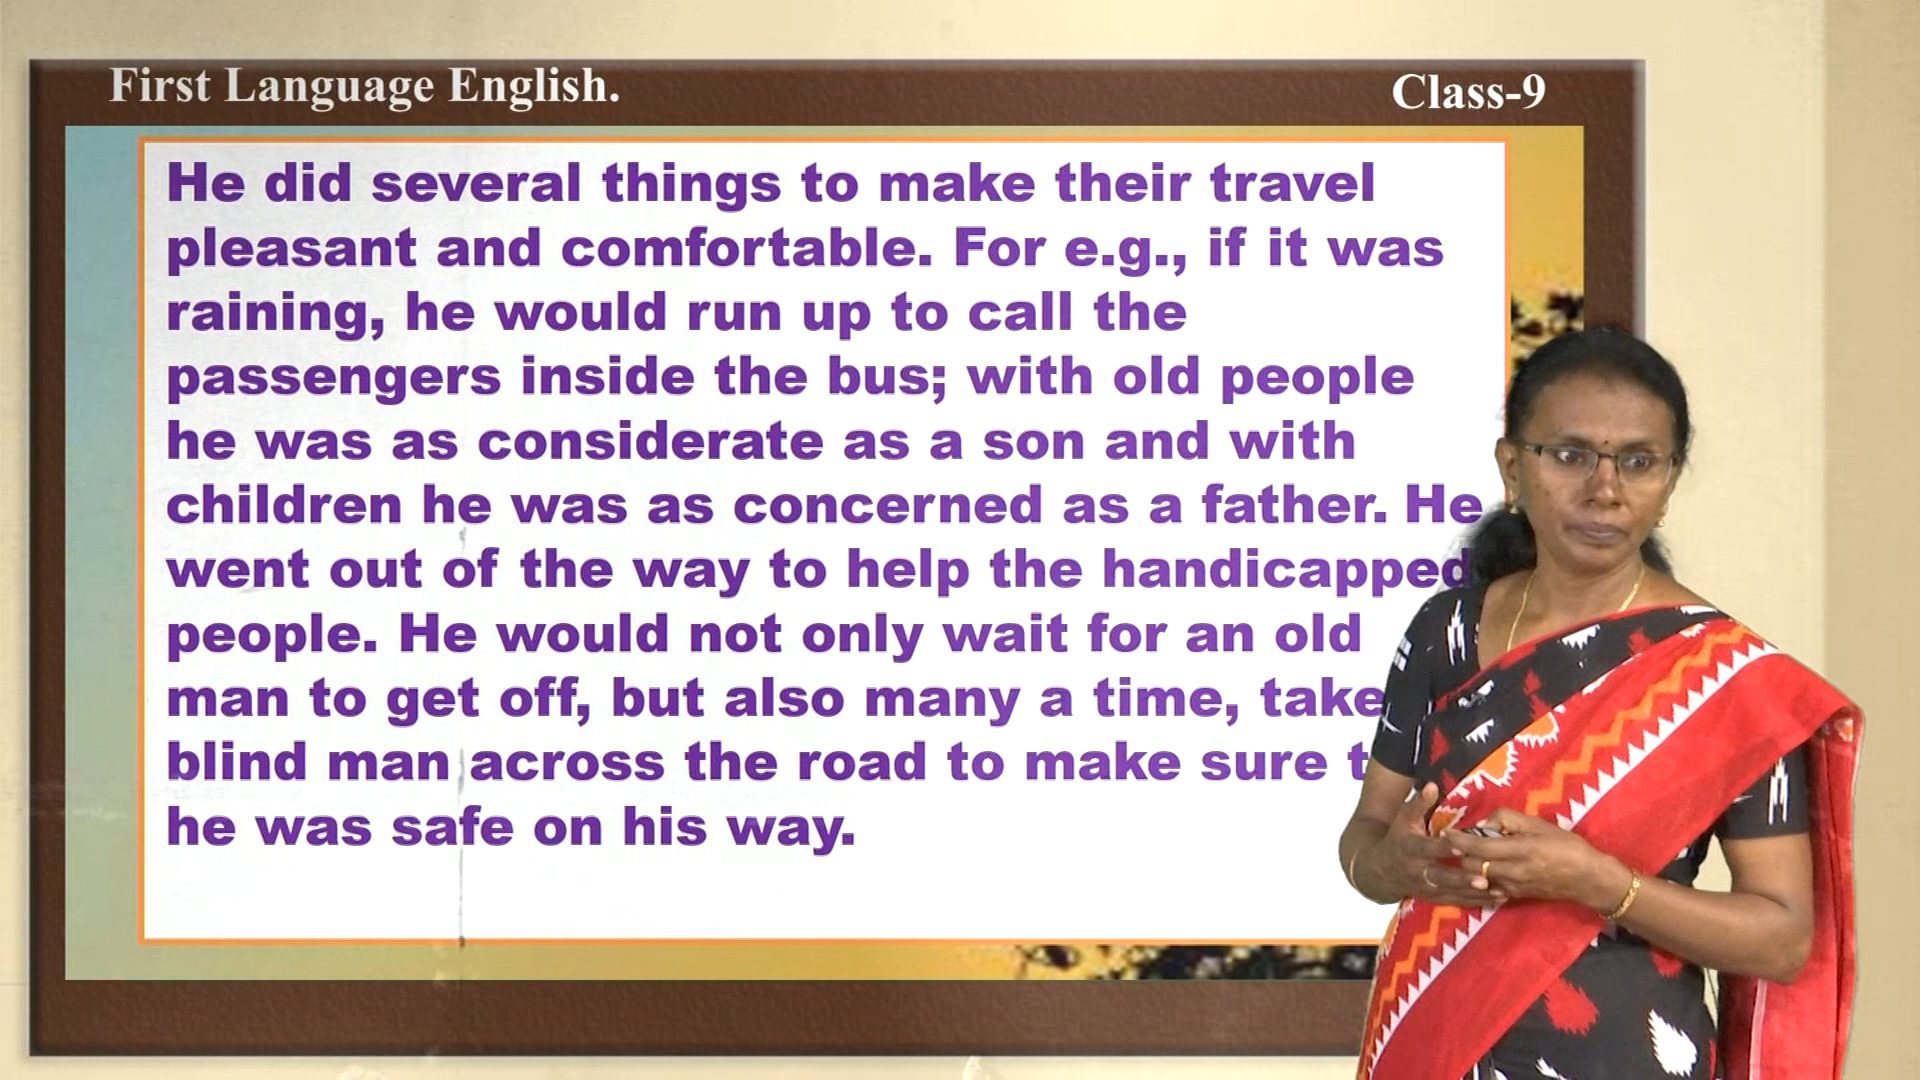 First Language English.
Class-9
He did several things to make their travel
pleasant and comfortable. For e.g., if it was
raining, he would run up to call the
passengers inside the bus; with old people
he was as considerate as a son and with
children he was as concerned as a father. He
went out of the way to help the handicapped
people. He would not only wait for an old
man to get off, but also many a time, take
blind man across the road to make sure
he was safe on his way.